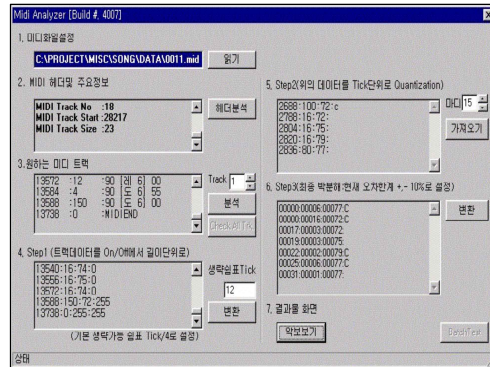 Midi Analyzer [Build #, 4007]
1. 미디화일설정
C:\PROJECT\MISC\SONG\DATA\0011.mid
읽기
2. MIDI 헤더및 주요정보
MIDI Track No :18
MIDI Track Start :28217
MIDI Track Size :23
헤더분석
3.원하는 미디 트랙
13572 :12 :90 [레 6] 00
13584 :4 :90 [도 6] 55
13588 :150 :90 [도 6] 00
13738 :0 :MIDIEND
Track 1
분석
Check All Trk
4. Step1 (트랙데이터를 On/Off에서 길이단위로)
13540:16:74:0
13556:16:75:0
13572:16:74:0
13588:150:72:255
13738:0:255:255
생략쉼표Tick
12
변환
(기본 생략가능 쉼표 Tick/4로 설정)
5. Step2(위의 데이터를 Tick단위로 Quantization)
2688:100:72:c
2788:16:72:
2804:16:75:
2820:16:79:
2836:80:77:
마디 15
가져오기
6. Step3(최종 박분해:현재 오차한계 +,- 10%로 설정)
00000:00006:00077:C
00000:00016:00072:C
00017:00003:00072:
00019:00003:00075:
00022:00002:00079:C
00025:00006:00077:C
00031:00001:00077:
변환
7. 결과물 화면
악보보기
BatchTest
상태